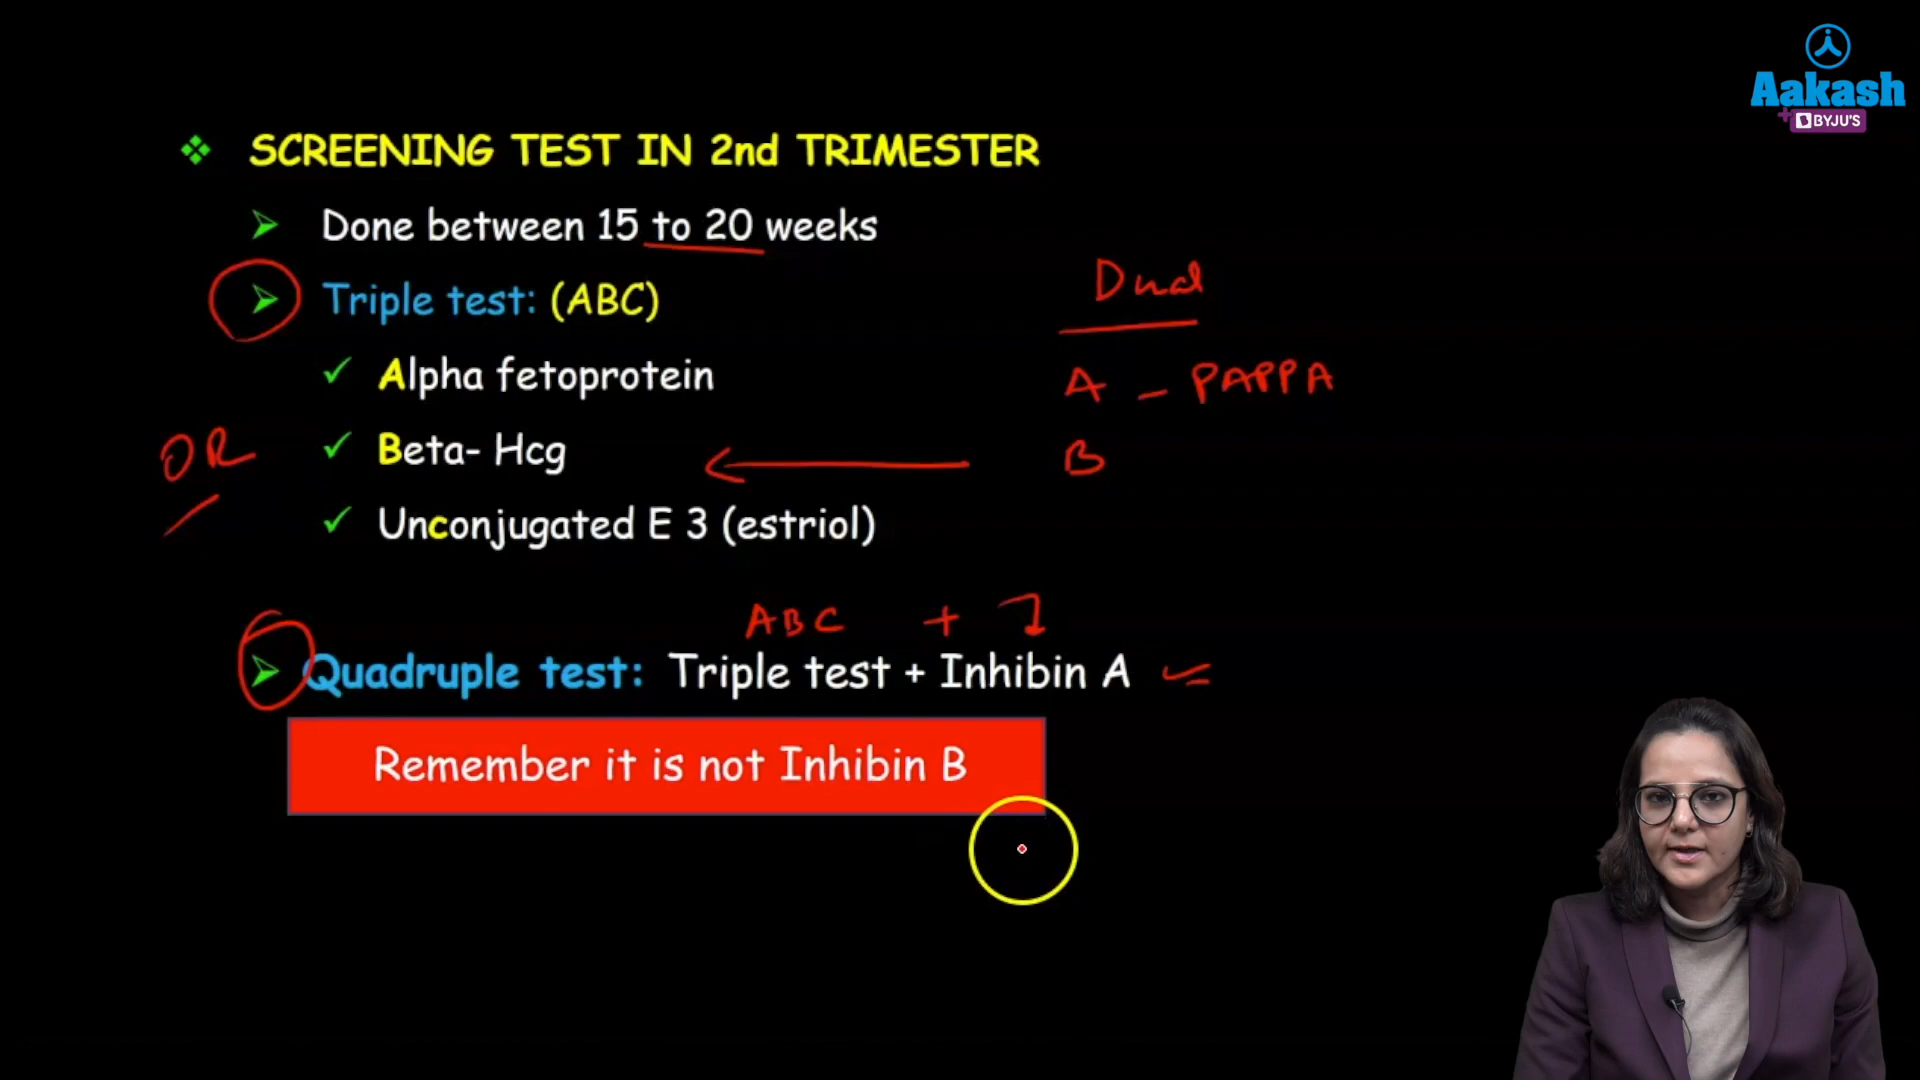 Aakash
BYJU'S
SCREENING TEST IN 2nd TRIMESTER
Done between 15 to 20 weeks
Triple test: (ABC)
Dual
Alpha fetoprotein
A - PAPPA
OR
Beta- Hcg
B
Unconjugated E 3 (estriol)
ABC + I
Quadruple test: Triple test + Inhibin A
Remember it is not Inhibin B